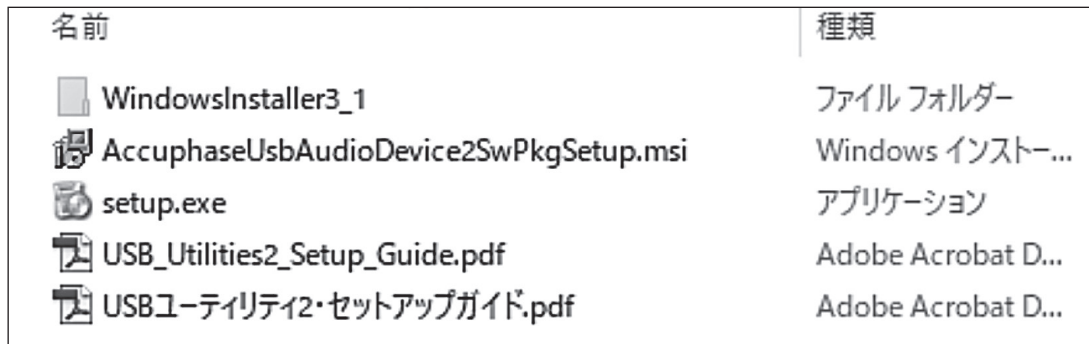 名前 種類
WindowsInstaller3_1 ファイル フォルダー
AccuphaseUsbAudioDevice2SwPkgSetup.msi Windows インストー...
setup.exe アプリケーション
USB_Utilities2_Setup_Guide.pdf Adobe Acrobat D...
USBユーティリティ2・セットアップガイド.pdf Adobe Acrobat D...